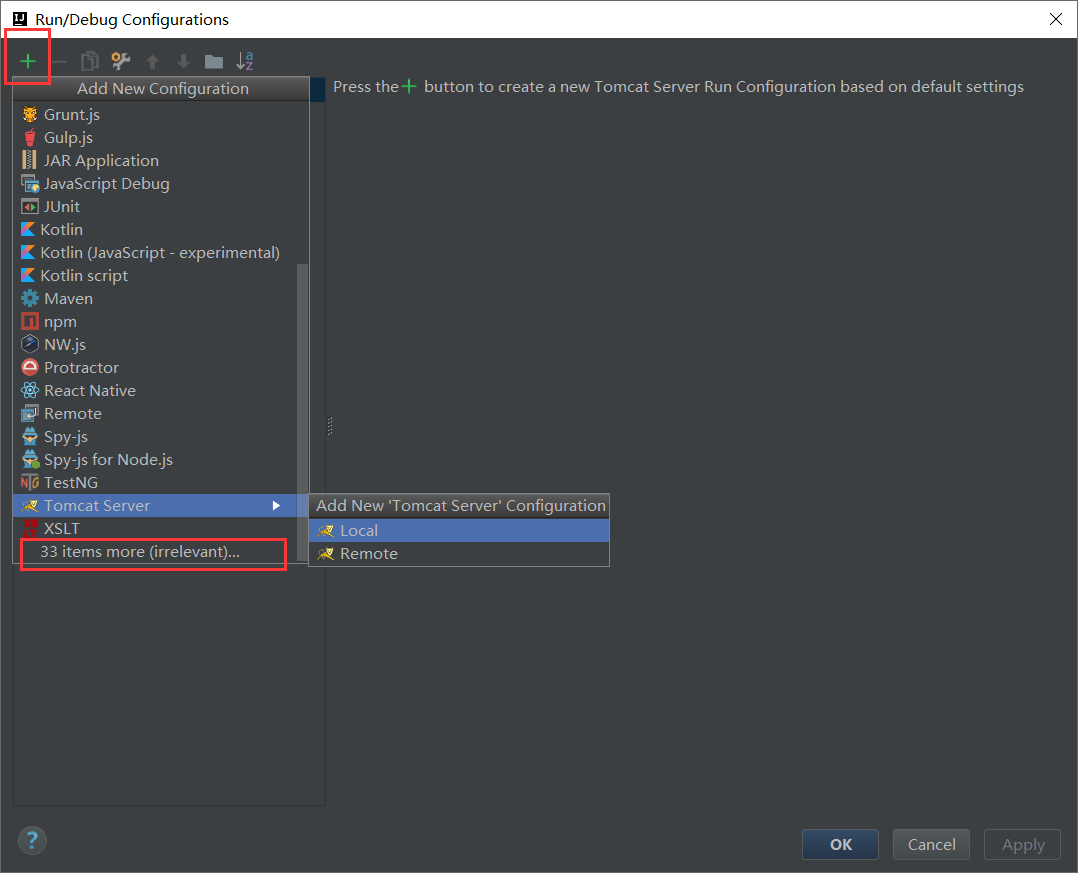 Run/Debug Configurations
Add New Configuration
Press the + button to create a new Tomcat Server Run Configuration based on default settings
Grunt.js
Gulp.js
JAR Application
JavaScript Debug
JUnit
Kotlin
Kotlin (JavaScript - experimental)
Kotlin script
Maven
npm
NW.js
Protractor
React Native
Remote
Spy-js
Spy-js for Node.js
TestNG
Tomcat Server
XSLT
33 items more (irrelevant)...
Add New 'Tomcat Server' Configuration
Local
Remote
?
OK
Cancel
Apply